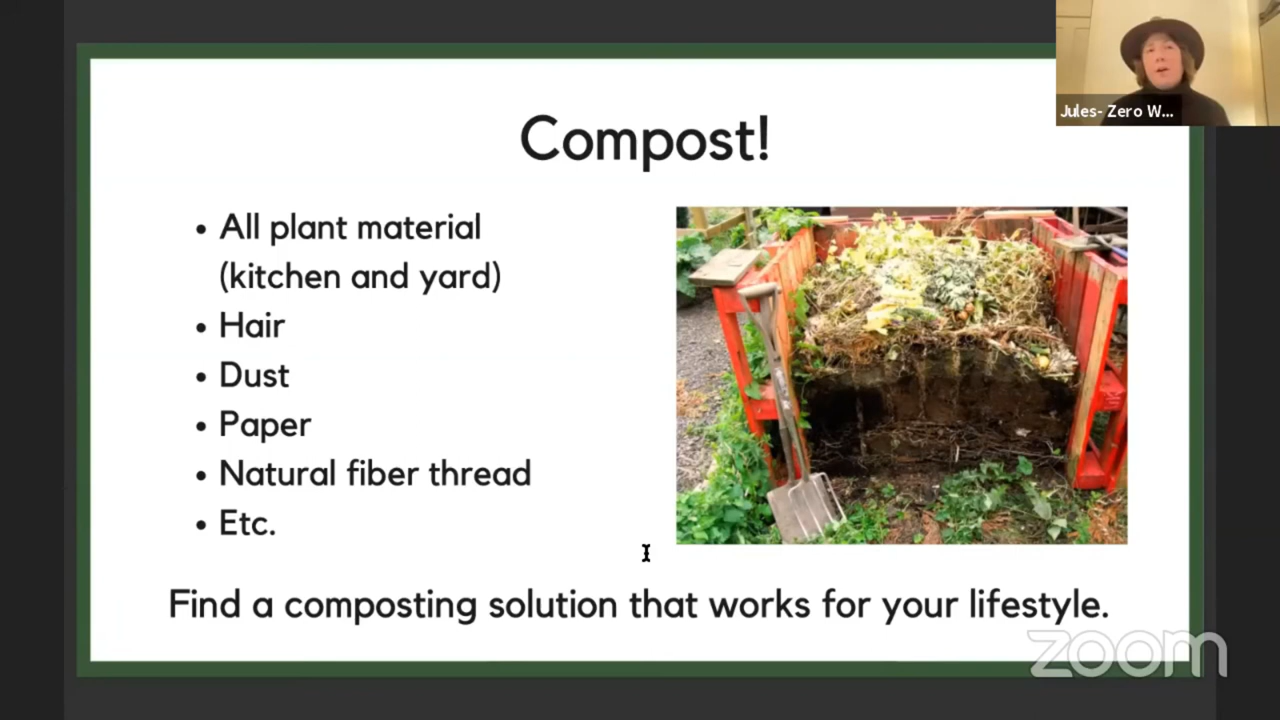 Compost!
• All plant material
(kitchen and yard)
• Hair
• Dust
• Paper
• Natural fiber thread
• Etc.
Find a composting solution that works for your lifestyle.
Jules- Zero W...
zoom